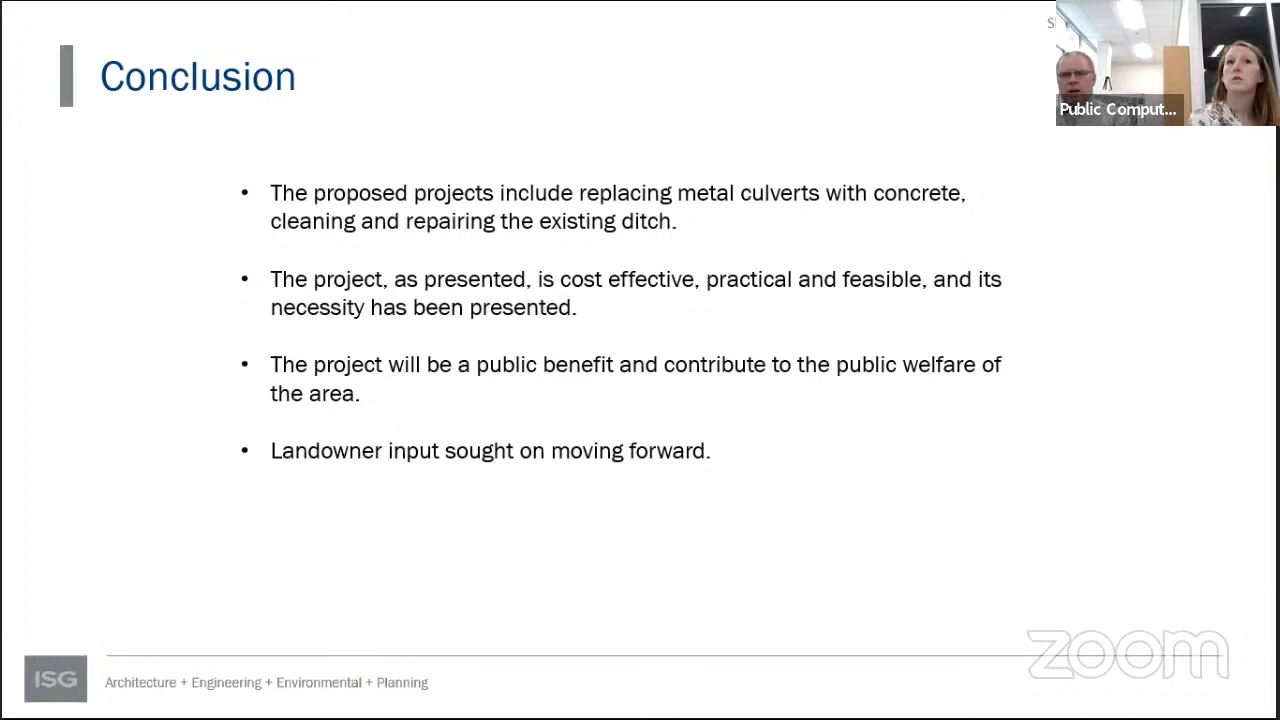 Conclusion
Public Comput...
• The proposed projects include replacing metal culverts with concrete,
cleaning and repairing the existing ditch.
• The project, as presented, is cost effective, practical and feasible, and its
necessity has been presented.
• The project will be a public benefit and contribute to the public welfare of
the area.
• Landowner input sought on moving forward.
zoom
ISG
Architecture + Engineering + Environmental + Planning